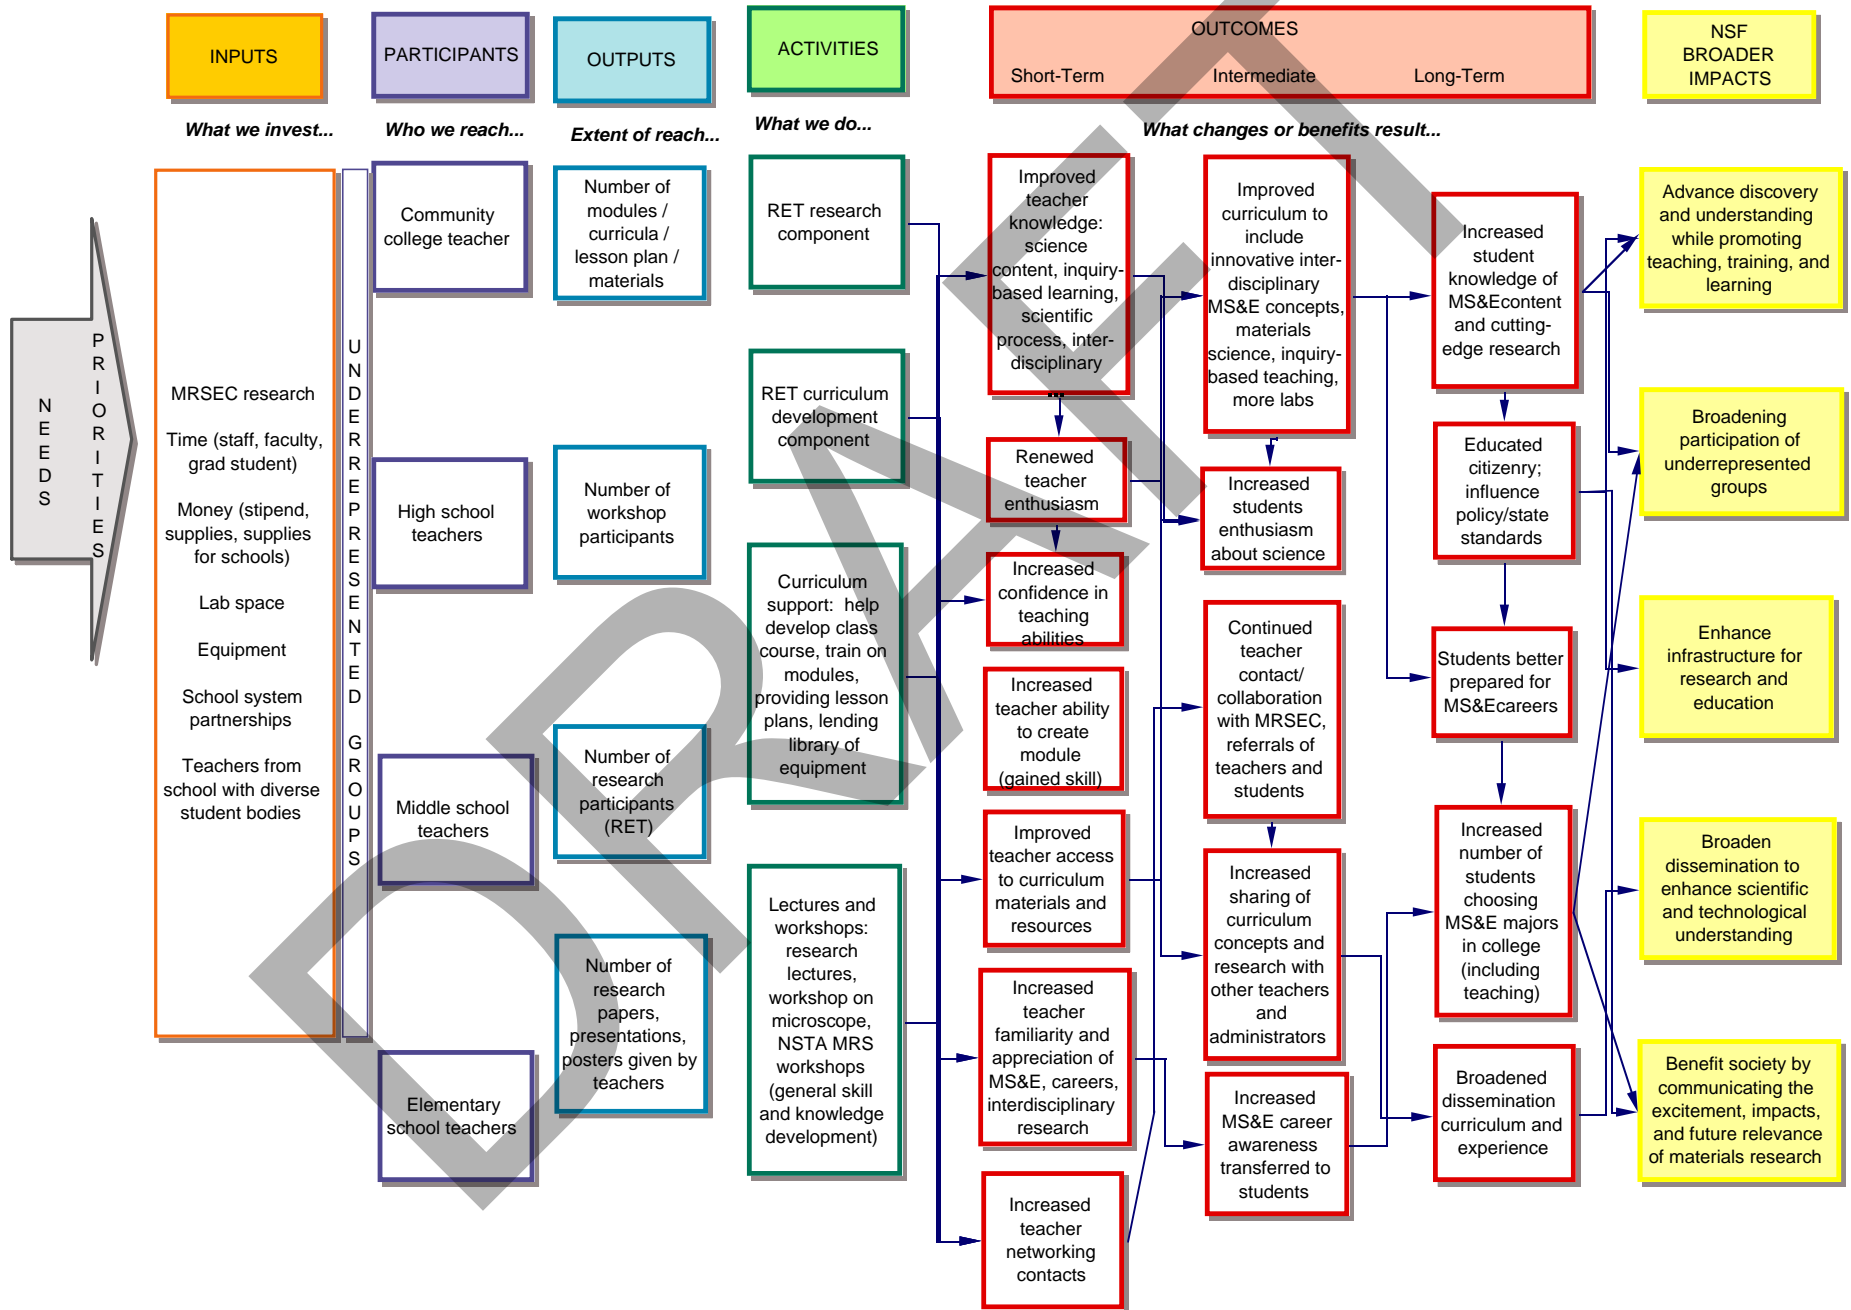 INPUTS
PARTICIPANTS
OUTPUTS
ACTIVITIES
OUTCOMES
Short-Term
Intermediate
Long-Term
NSF
BROADER
IMPACTS
What we invest...
Who we reach...
Extent of reach...
What we do...
What changes or benefits result...
NEEDS
PRIORITIES
MRSEC research
Time (staff, faculty,
grad student)
Money (stipend,
supplies, supplies
for schools)
Lab space
Equipment
School system
partnerships
Teachers from
school with diverse
student bodies
UNDERREPRESENTED GROUPS
Community
college teacher
High school
teachers
Middle school
teachers
Elementary
school teachers
Number of
modules /
curricula /
lesson plan /
materials
Number of
workshop
participants
Number of
research
participants
(RET)
Number of
research
papers,
presentations,
posters given by
teachers
RET research
component
RET curriculum
development
component
Curriculum
support:  help
develop class
course, train on
modules,
providing lesson
plans, lending
library of
equipment
Lectures and
workshops:
research
lectures,
workshop on
microscope,
NSTA MRS
workshops
(general skill
and knowledge
development)
Improved
teacher
knowledge:
science
content, inquiry-
based learning,
scientific
process, inter-
disciplinary
...
Renewed
teacher
enthusiasm
Increased
confidence in
teaching
abilities
Increased
teacher ability
to create
module
(gained skill)
Improved
teacher access
to curriculum
materials and
resources
Increased
teacher
familiarity and
appreciation of
MS&E, careers,
interdisciplinary
research
Increased
teacher
networking
contacts
Improved
curriculum to
include
innovative inter-
disciplinary
MS&E concepts,
materials
science, inquiry-
based teaching,
more labs
Increased
students
enthusiasm
about science
Continued
teacher
contact/
collaboration
with MRSEC,
referrals of
teachers and
students
Increased
sharing of
curriculum
concepts and
research with
other teachers
and
administrators
Increased
MS&E career
awareness
transferred to
students
Increased
student
knowledge of
MS&Econtent
and cutting-
edge research
Educated
citizenry;
influence
policy/state
standards
Students better
prepared for
MS&Ecareers
Increased
number of
students
choosing
MS&E majors
in college
(including
teaching)
Broadened
dissemination
curriculum and
experience
Advance discovery
and understanding
while promoting
teaching, training, and
learning
Broadening
participation of
underrepresented
groups
Enhance
infrastructure for
research and
education
Broaden
dissemination to
enhance scientific
and technological
understanding
Benefit society by
communicating the
excitement, impacts,
and future relevance
of materials research
DRAFT